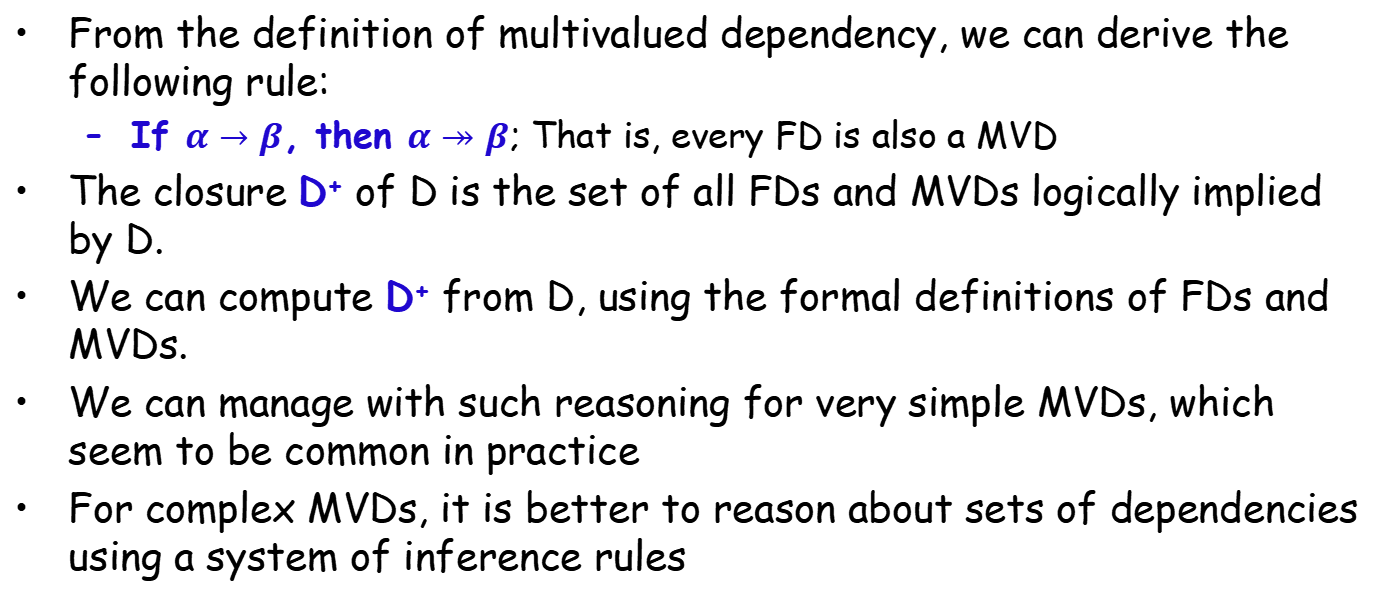 • From the definition of multivalued dependency, we can derive the
following rule:
– If α → β, then α ↠ β; That is, every FD is also a MVD
• The closure D⁺ of D is the set of all FDs and MVDs logically implied
by D.
• We can compute D⁺ from D, using the formal definitions of FDs and
MVDs.
• We can manage with such reasoning for very simple MVDs, which
seem to be common in practice
• For complex MVDs, it is better to reason about sets of dependencies
using a system of inference rules